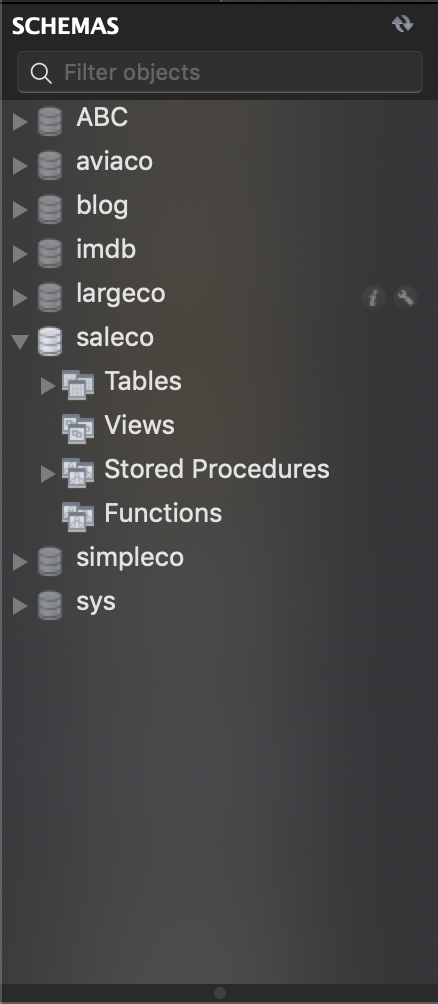 SCHEMAS
Filter objects
ABC
aviaco
blog
imdb
largeco
saleco
Tables
Views
Stored Procedures
Functions
simpleco
sys